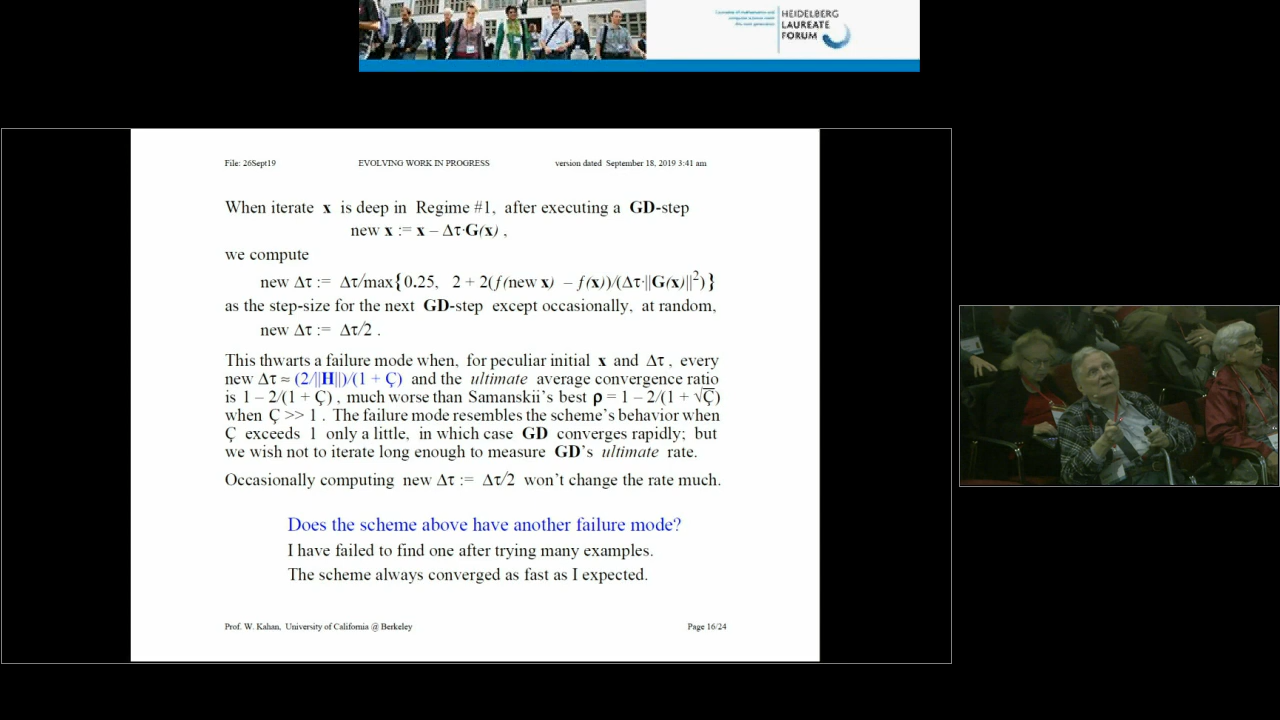 HEIDELBERG
LAUREATE
FORUM
File: 26Sept19 EVOLVING WORK IN PROGRESS version dated September 18, 2019 3:41 am
When iterate x is deep in Regime #1, after executing a GD-step
new x := x – Δτ·G(x) ,
we compute
new Δτ := Δτ/max{0.25, 2 + 2(f(new x) – f(x))/(Δτ·||G(x)||²)}
as the step-size for the next GD-step except occasionally, at random,
new Δτ := Δτ/2 .
This thwarts a failure mode when, for peculiar initial x and Δτ , every
new Δτ ≈ (2/||H||)/(1 + Ç) and the ultimate average convergence ratio
is 1 – 2/(1 + Ç) , much worse than Samanskii's best ρ = 1 – 2/(1 + √Ç)
when Ç >> 1 . The failure mode resembles the scheme's behavior when
Ç exceeds 1 only a little, in which case GD converges rapidly; but
we wish not to iterate long enough to measure GD's ultimate rate.
Occasionally computing new Δτ := Δτ/2 won't change the rate much.
Does the scheme above have another failure mode?
I have failed to find one after trying many examples.
The scheme always converged as fast as I expected.
Prof. W. Kahan, University of California @ Berkeley Page 16/24